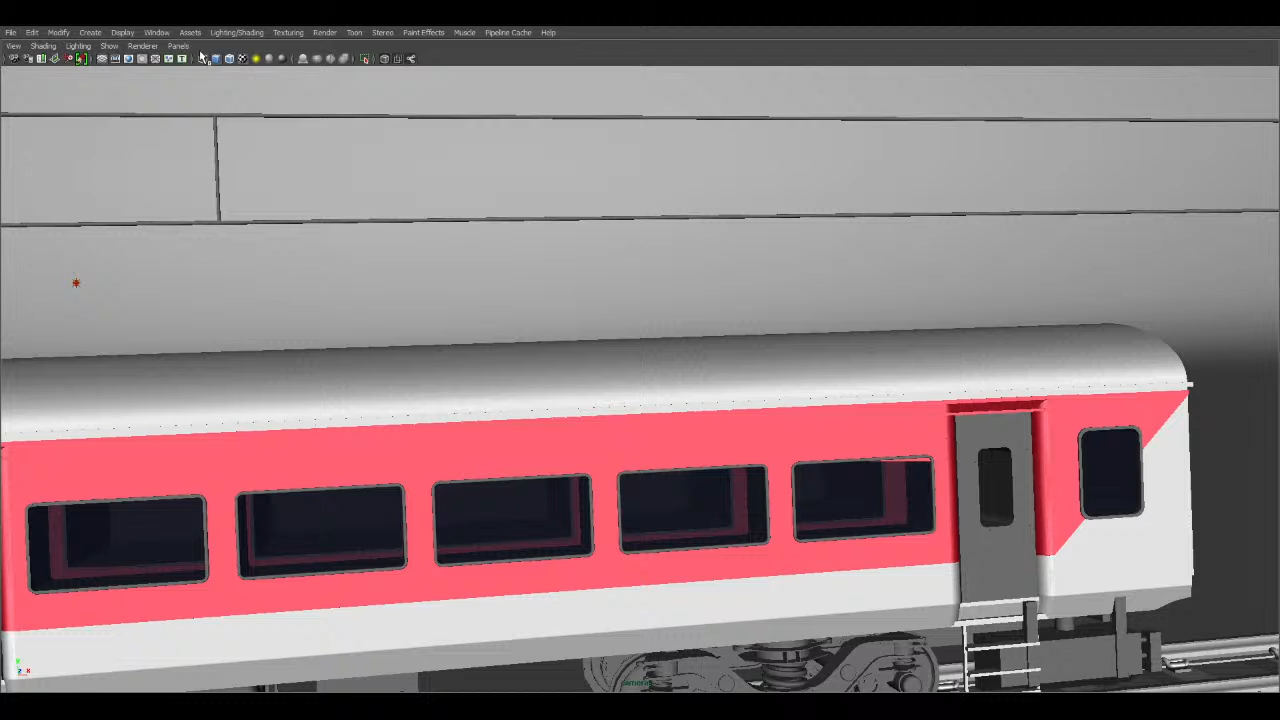 File Edit Modify Create Display Window Assets Lighting/Shading Texturing Render Toon Stereo Paint Effects Muscle Pipeline Cache Help
View Shading Lighting Show Renderer Panels